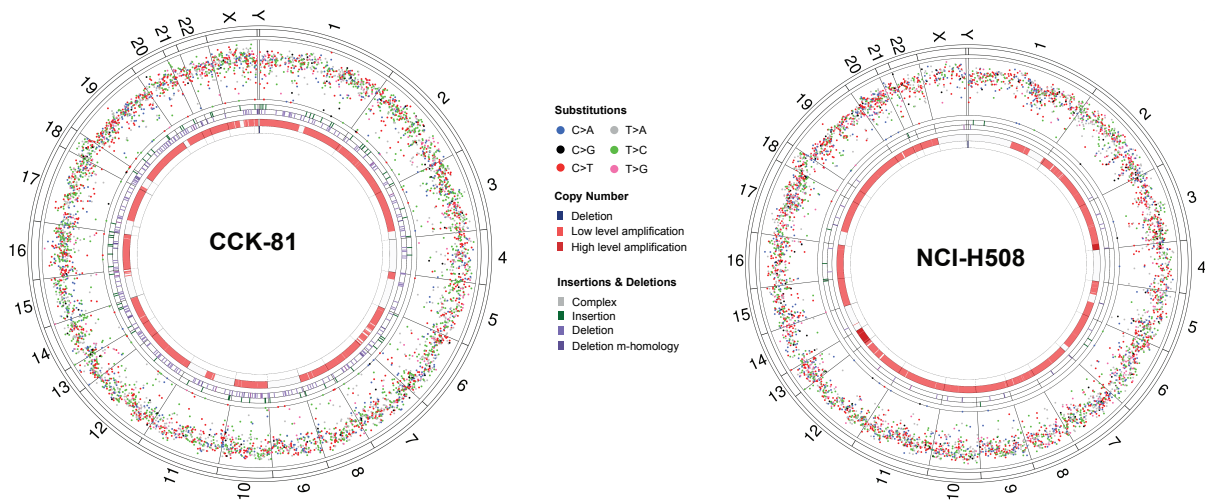 Y
1
2
3
4
5
6
7
8
9
10
11
12
13
14
15
16
17
18
19
20
21
22
X
CCK-81
Substitutions
C>A
T>A
C>G
T>C
C>T
T>G
Copy Number
Deletion
Low level amplification
High level amplification
Insertions & Deletions
Complex
Insertion
Deletion
Deletion m-homology
Y
1
2
3
4
5
6
7
8
9
10
11
12
13
14
15
16
17
18
19
20
21
22
X
NCI-H508